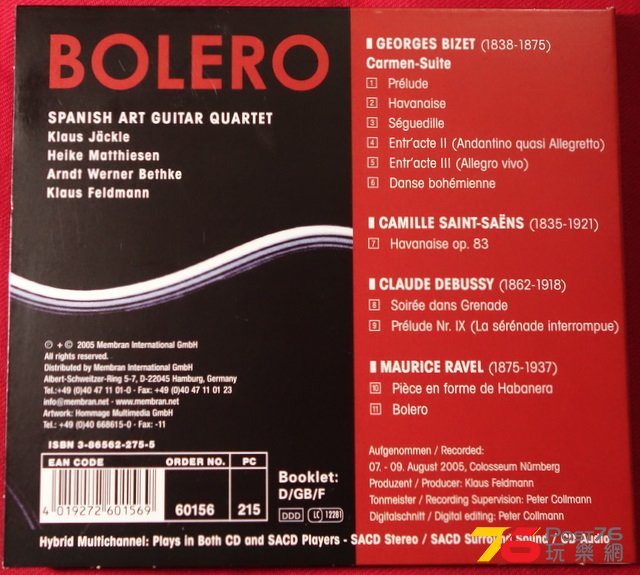 BOLERO
SPANISH ART GUITAR QUARTET
Klaus Jäckle
Heike Matthiesen
Arndt Werner Bethke
Klaus Feldmann
℗ + © 2005 Membran International GmbH
All rights reserved.
Distributed by Membran International GmbH
Albert-Schweitzer-Ring 5-7, D-22045 Hamburg, Germany
Tel.:+49 (0)40 47 11 01-0 · Fax: +49 (0)40 47 11 01 23
info@membran.net · www.membran.net
Artwork: Hommage Multimedia GmbH
Tel.: +49 (0)40 668615-0 · Fax: -11
ISBN 3-86562-275-5
EAN CODE ORDER NO. PC
4 019272 601569 60156 215
Booklet:
D/GB/F
DDD LC 12281
GEORGES BIZET (1838-1875)
Carmen-Suite
1 Prélude
2 Havanaise
3 Séguedille
4 Entr'acte II (Andantino quasi Allegretto)
5 Entr'acte III (Allegro vivo)
6 Danse bohémienne
CAMILLE SAINT-SAËNS (1835-1921)
7 Havanaise op. 83
CLAUDE DEBUSSY (1862-1918)
8 Soirée dans Grenade
9 Prélude Nr. IX (La sérénade interrompue)
MAURICE RAVEL (1875-1937)
10 Pièce en forme de Habanera
11 Bolero
Aufgenommen / Recorded:
07. - 09. August 2005, Colosseum Nürnberg
Produzent / Producer: Klaus Feldmann
Tonmeister / Recording Supervision: Peter Collmann
Digitalschnitt / Digital editing: Peter Collmann
Hybrid Multichannel: Plays in Both CD and SACD Players - SACD Stereo / SACD Surround Sound / CD Audio
76 Post76
玩樂網